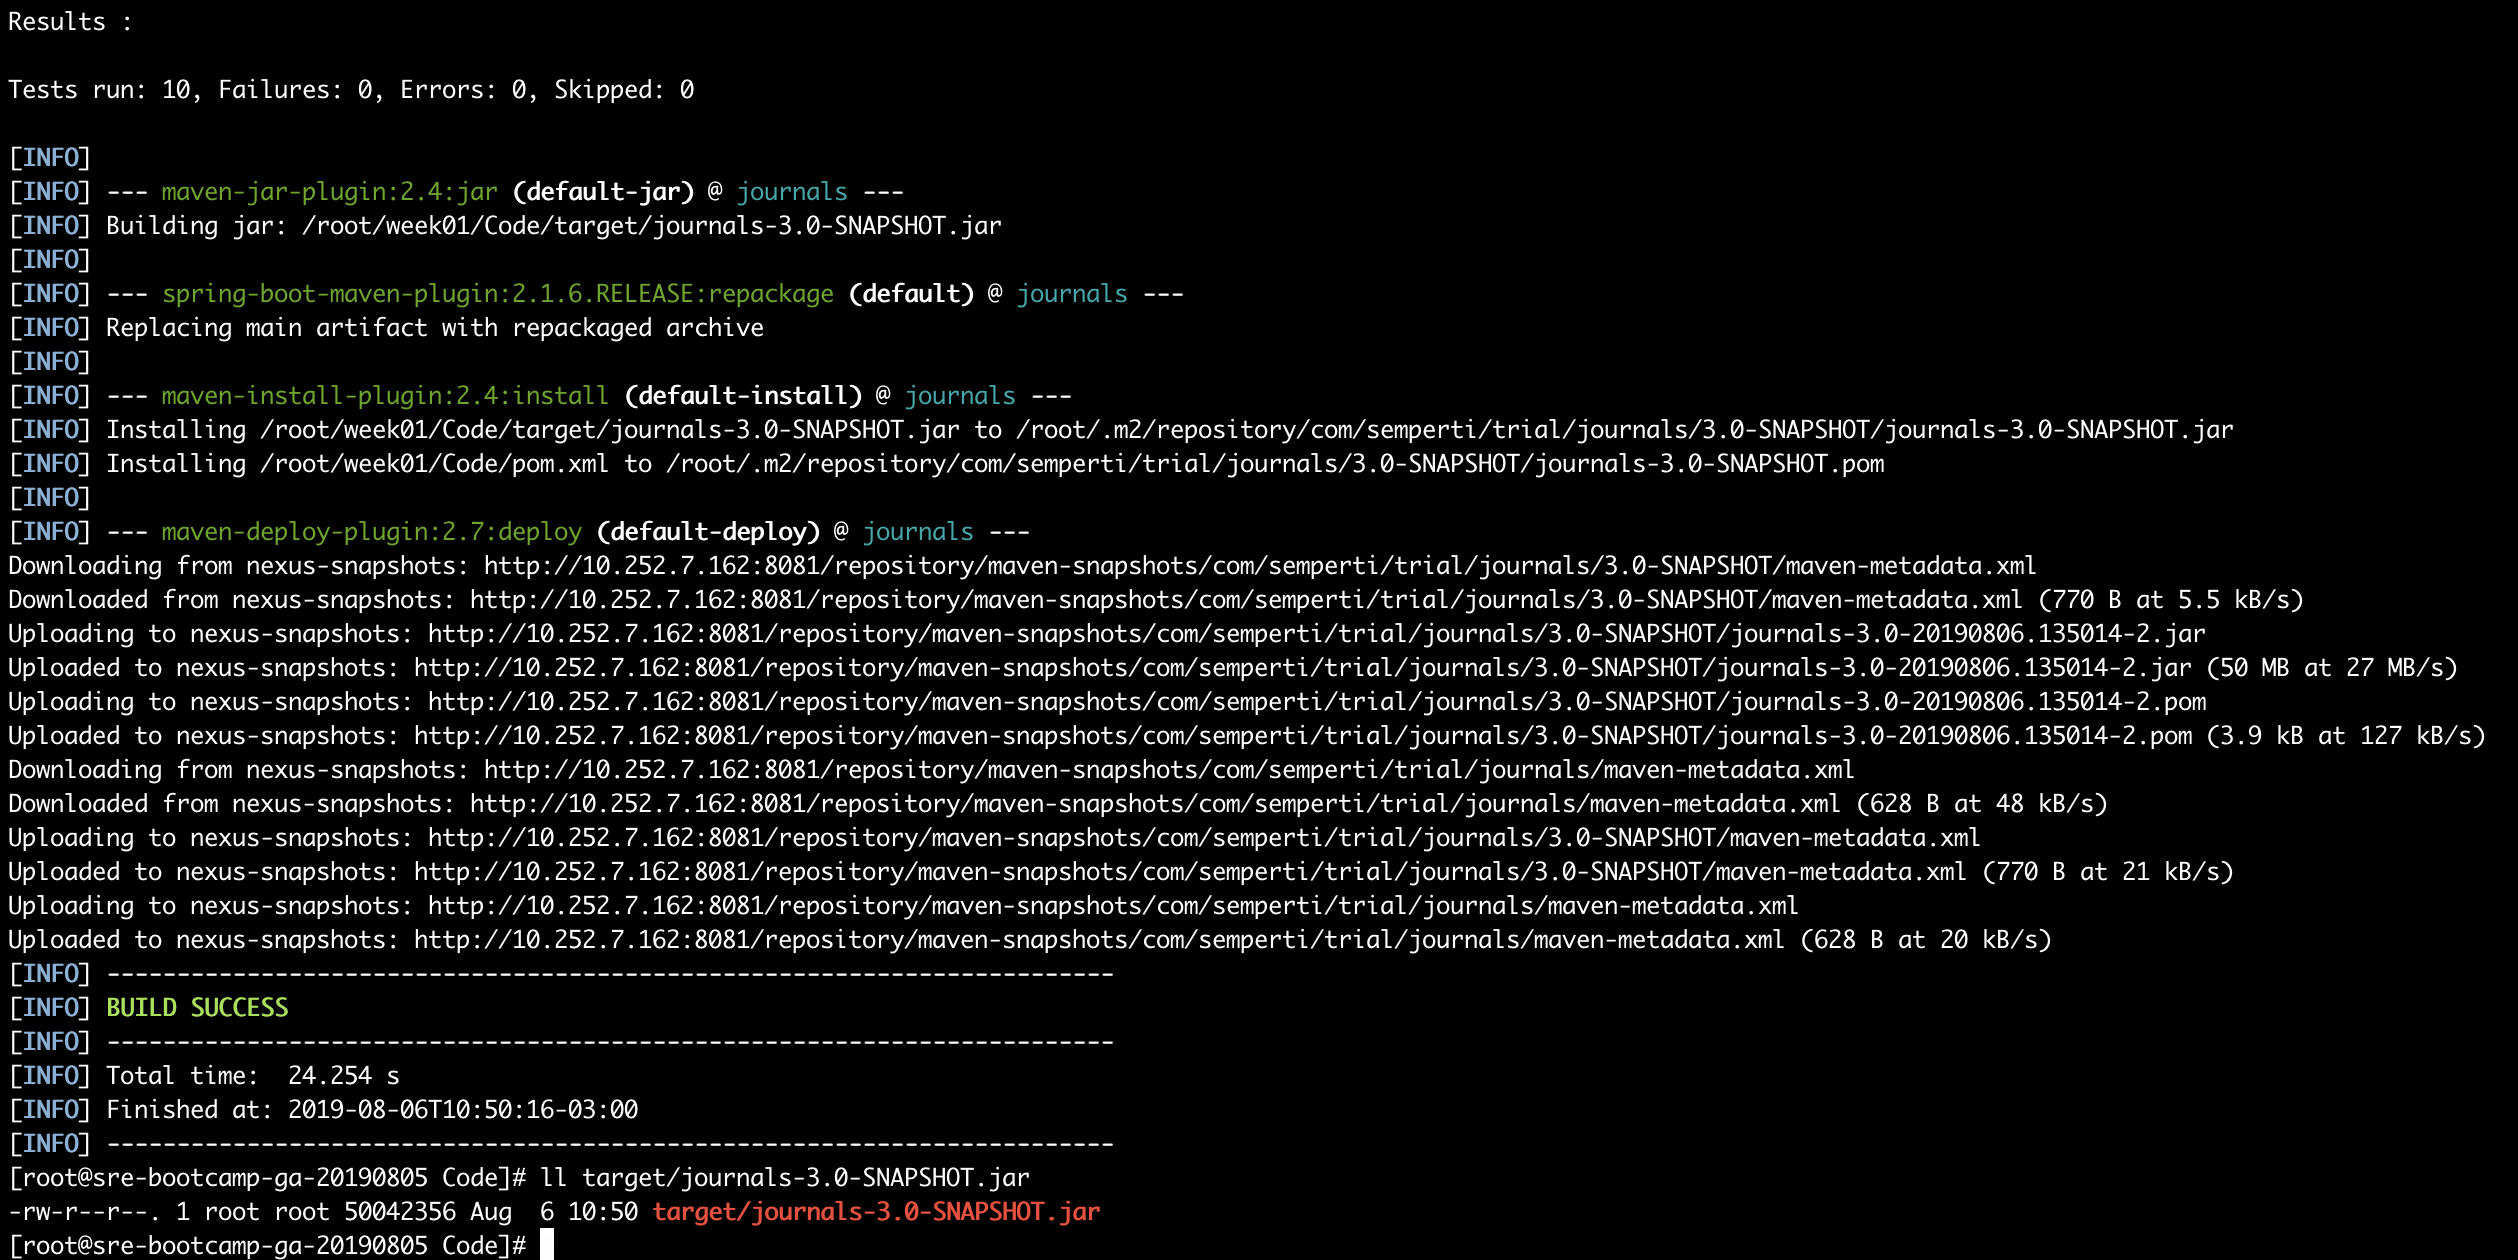 Results :
Tests run: 10, Failures: 0, Errors: 0, Skipped: 0
[INFO]
[INFO] --- maven-jar-plugin:2.4:jar (default-jar) @ journals ---
[INFO] Building jar: /root/week01/Code/target/journals-3.0-SNAPSHOT.jar
[INFO]
[INFO] --- spring-boot-maven-plugin:2.1.6.RELEASE:repackage (default) @ journals ---
[INFO] Replacing main artifact with repackaged archive
[INFO]
[INFO] --- maven-install-plugin:2.4:install (default-install) @ journals ---
[INFO] Installing /root/week01/Code/target/journals-3.0-SNAPSHOT.jar to /root/.m2/repository/com/semperti/trial/journals/3.0-SNAPSHOT/journals-3.0-SNAPSHOT.jar
[INFO] Installing /root/week01/Code/pom.xml to /root/.m2/repository/com/semperti/trial/journals/3.0-SNAPSHOT/journals-3.0-SNAPSHOT.pom
[INFO]
[INFO] --- maven-deploy-plugin:2.7:deploy (default-deploy) @ journals ---
Downloading from nexus-snapshots: http://10.252.7.162:8081/repository/maven-snapshots/com/semperti/trial/journals/3.0-SNAPSHOT/maven-metadata.xml
Downloaded from nexus-snapshots: http://10.252.7.162:8081/repository/maven-snapshots/com/semperti/trial/journals/3.0-SNAPSHOT/maven-metadata.xml (770 B at 5.5 kB/s)
Uploading to nexus-snapshots: http://10.252.7.162:8081/repository/maven-snapshots/com/semperti/trial/journals/3.0-SNAPSHOT/journals-3.0-20190806.135014-2.jar
Uploaded to nexus-snapshots: http://10.252.7.162:8081/repository/maven-snapshots/com/semperti/trial/journals/3.0-SNAPSHOT/journals-3.0-20190806.135014-2.jar (50 MB at 27 MB/s)
Uploading to nexus-snapshots: http://10.252.7.162:8081/repository/maven-snapshots/com/semperti/trial/journals/3.0-SNAPSHOT/journals-3.0-20190806.135014-2.pom
Uploaded to nexus-snapshots: http://10.252.7.162:8081/repository/maven-snapshots/com/semperti/trial/journals/3.0-SNAPSHOT/journals-3.0-20190806.135014-2.pom (3.9 kB at 127 kB/s)
Downloading from nexus-snapshots: http://10.252.7.162:8081/repository/maven-snapshots/com/semperti/trial/journals/maven-metadata.xml
Downloaded from nexus-snapshots: http://10.252.7.162:8081/repository/maven-snapshots/com/semperti/trial/journals/maven-metadata.xml (628 B at 48 kB/s)
Uploading to nexus-snapshots: http://10.252.7.162:8081/repository/maven-snapshots/com/semperti/trial/journals/3.0-SNAPSHOT/maven-metadata.xml
Uploaded to nexus-snapshots: http://10.252.7.162:8081/repository/maven-snapshots/com/semperti/trial/journals/3.0-SNAPSHOT/maven-metadata.xml (770 B at 21 kB/s)
Uploading to nexus-snapshots: http://10.252.7.162:8081/repository/maven-snapshots/com/semperti/trial/journals/maven-metadata.xml
Uploaded to nexus-snapshots: http://10.252.7.162:8081/repository/maven-snapshots/com/semperti/trial/journals/maven-metadata.xml (628 B at 20 kB/s)
[INFO] ------------------------------------------------------------------------
[INFO] BUILD SUCCESS
[INFO] ------------------------------------------------------------------------
[INFO] Total time:  24.254 s
[INFO] Finished at: 2019-08-06T10:50:16-03:00
[INFO] ------------------------------------------------------------------------
[root@sre-bootcamp-ga-20190805 Code]# ll target/journals-3.0-SNAPSHOT.jar
-rw-r--r--. 1 root root 50042356 Aug  6 10:50 target/journals-3.0-SNAPSHOT.jar
[root@sre-bootcamp-ga-20190805 Code]#